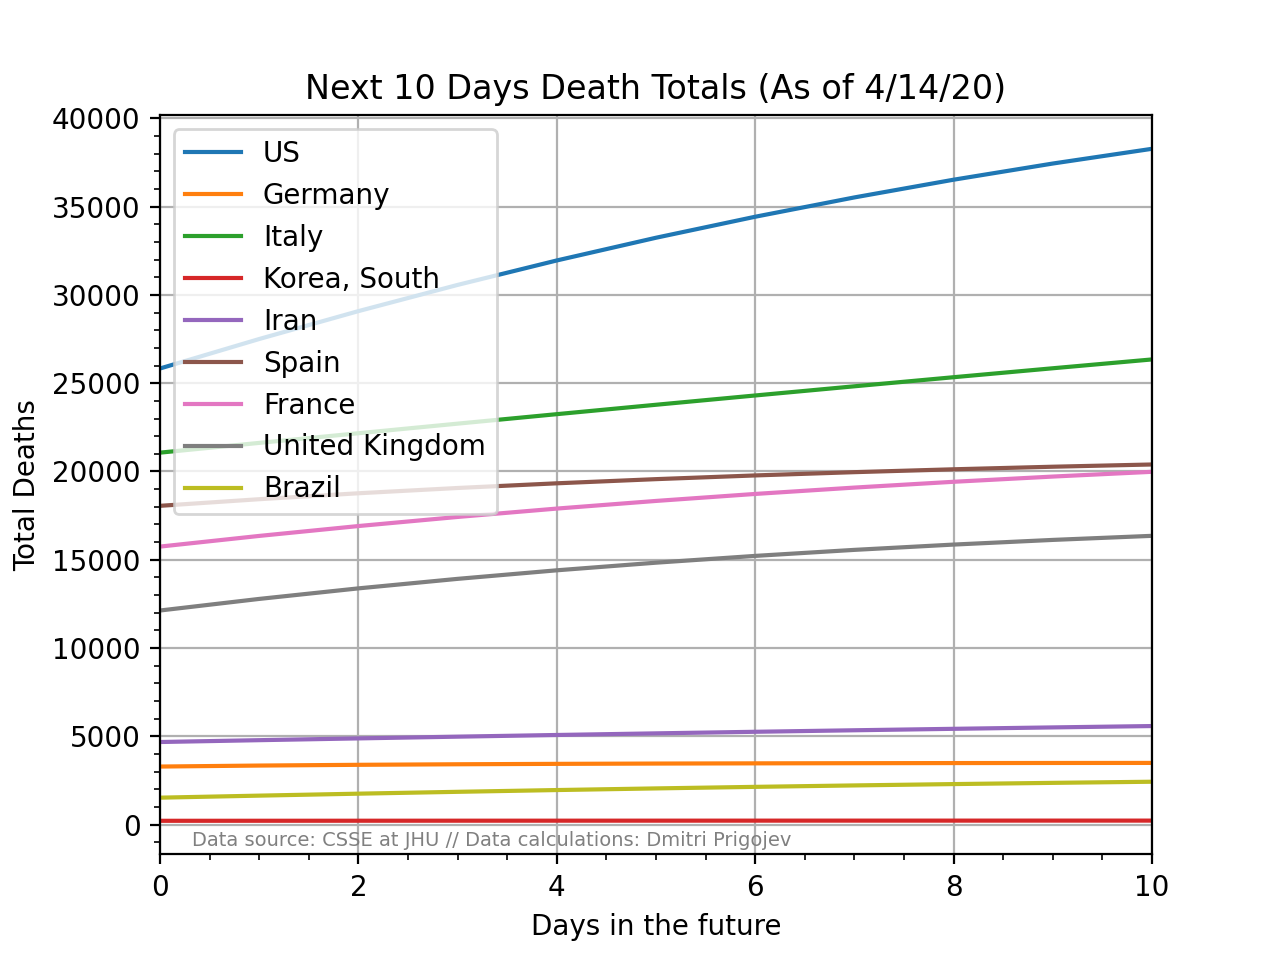 Next 10 Days Death Totals (As of 4/14/20)
40000
35000
30000
25000
20000
15000
10000
5000
0
Total Deaths
US
Germany
Italy
Korea, South
Iran
Spain
France
United Kingdom
Brazil
Data source: CSSE at JHU // Data calculations: Dmitri Prigojev
0 2 4 6 8 10
Days in the future